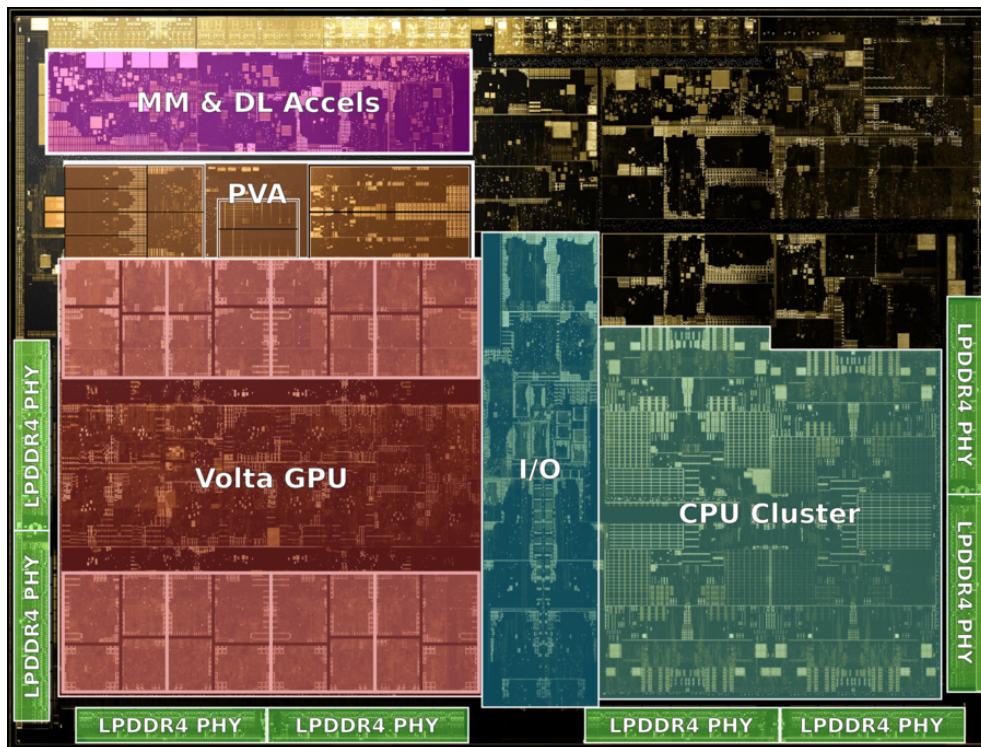 MM & DL Accels
PVA
Volta GPU
I/O
CPU Cluster
LPDDR4 PHY
LPDDR4 PHY
LPDDR4 PHY
LPDDR4 PHY
LPDDR4 PHY
LPDDR4 PHY
LPDDR4 PHY
LPDDR4 PHY